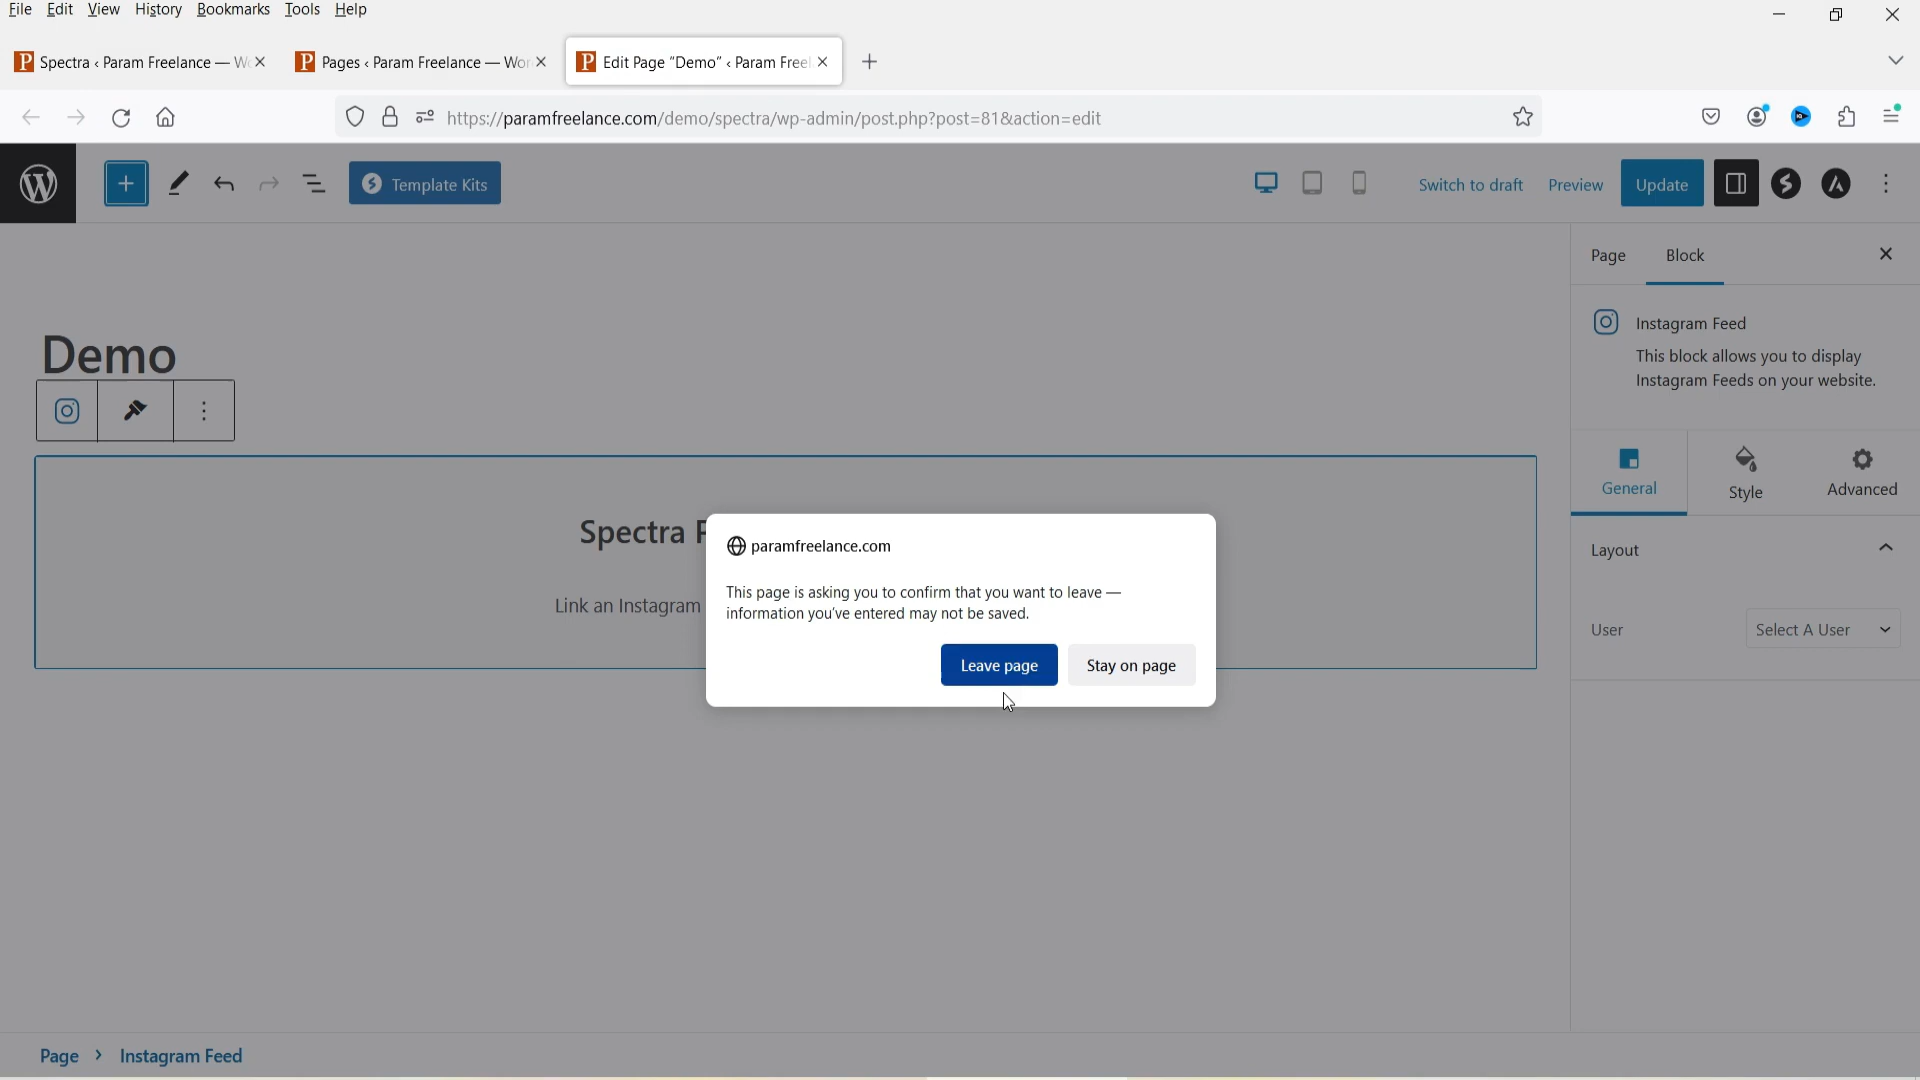 File Edit View History Bookmarks Tools Help
Spectra ‹ Param Freelance — Wo
Pages ‹ Param Freelance — Wor
Edit Page “Demo” ‹ Param Freel
https://paramfreelance.com/demo/spectra/wp-admin/post.php?post=81&action=edit
Template Kits
Switch to draft
Preview
Update
Page
Block
Instagram Feed
This block allows you to display
Instagram Feeds on your website.
Demo
General
Style
Advanced
Spectra
Link an Instagram
paramfreelance.com
This page is asking you to confirm that you want to leave —
information you've entered may not be saved.
Leave page
Stay on page
Layout
User
Select A User
Page > Instagram Feed